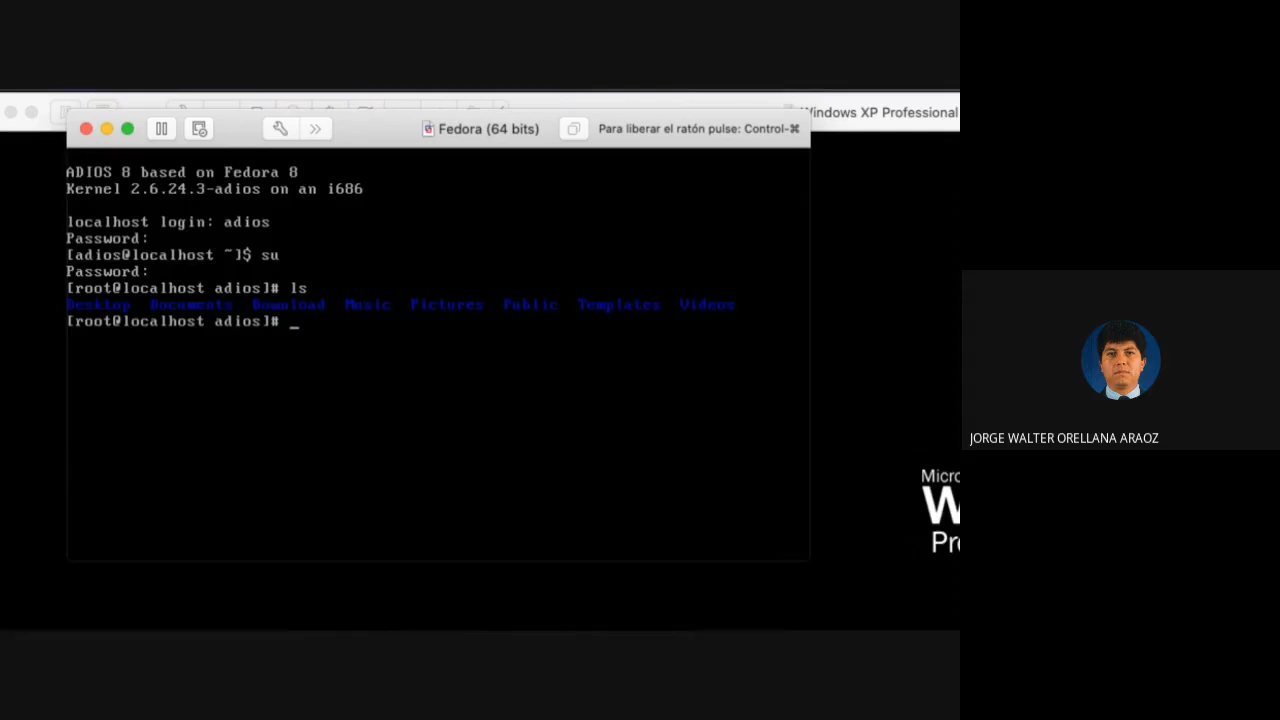 Windows XP Professional
Fedora (64 bits)
Para liberar el ratón pulse: Control-⌘
ADIOS 8 based on Fedora 8
Kernel 2.6.24.3-adios on an i686
localhost login: adios
Password:
[adios@localhost ~]$ su
Password:
[root@localhost adios]# ls
Desktop Documents Download Music Pictures Public Templates Videos
[root@localhost adios]# _
JORGE WALTER ORELLANA ARAOZ
Micro
W
Pro